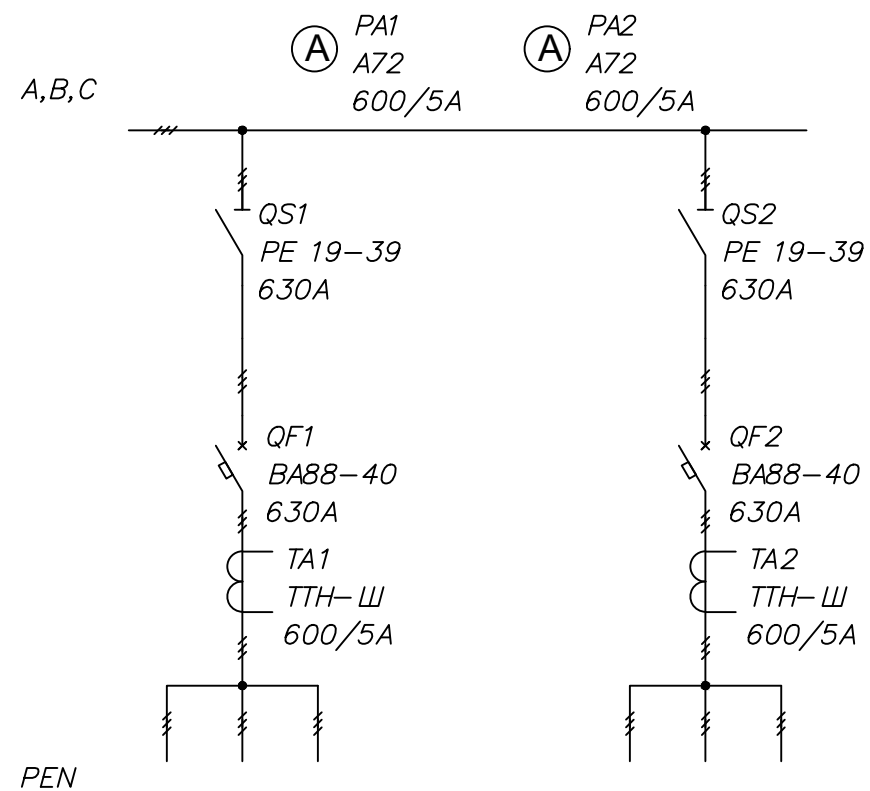 A
PA1
A72
600/5A
A
PA2
A72
600/5A
A,B,C
QS1
PE 19-39
630A
QS2
PE 19-39
630A
QF1
BA88-40
630A
QF2
BA88-40
630A
TA1
ТТН-Ш
600/5A
TA2
ТТН-Ш
600/5A
PEN